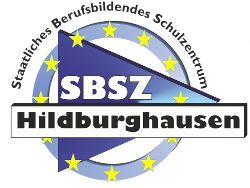 Staatliches Berufsbildendes Schulzentrum
SBSZ
Hildburghausen